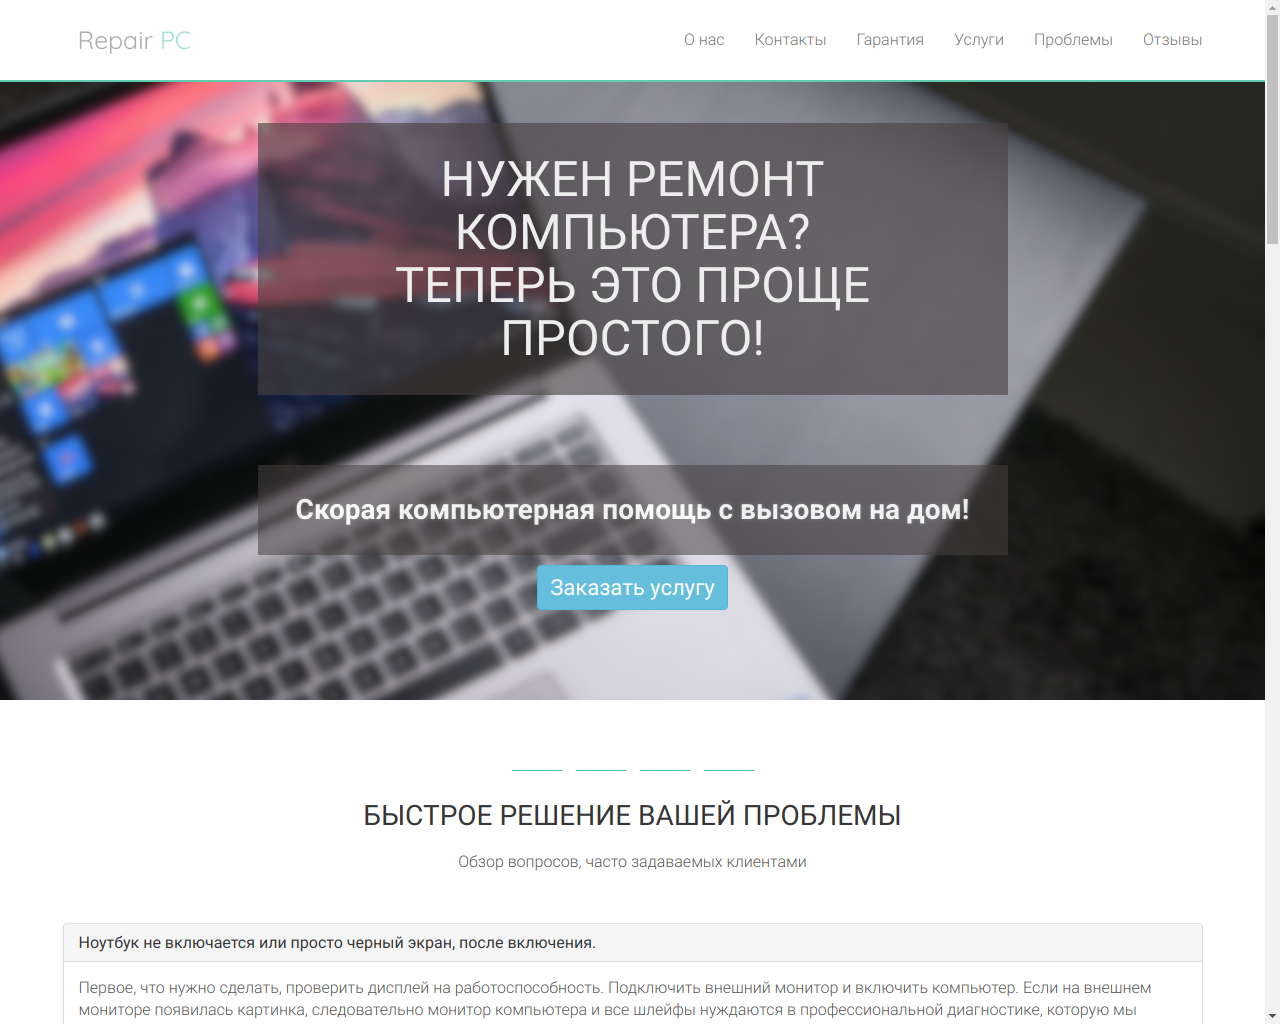 Repair PC
О нас Контакты Гарантия Услуги Проблемы Отзывы
НУЖЕН РЕМОНТ
КОМПЬЮТЕРА?
ТЕПЕРЬ ЭТО ПРОЩЕ
ПРОСТОГО!
Скорая компьютерная помощь с вызовом на дом!
Заказать услугу
БЫСТРОЕ РЕШЕНИЕ ВАШЕЙ ПРОБЛЕМЫ
Обзор вопросов, часто задаваемых клиентами
Ноутбук не включается или просто черный экран, после включения.
Первое, что нужно сделать, проверить дисплей на работоспособность. Подключить внешний монитор и включить компьютер. Если на внешнем
мониторе появилась картинка, следовательно монитор компьютера и все шлейфы нуждаются в профессиональной диагностике, которую мы